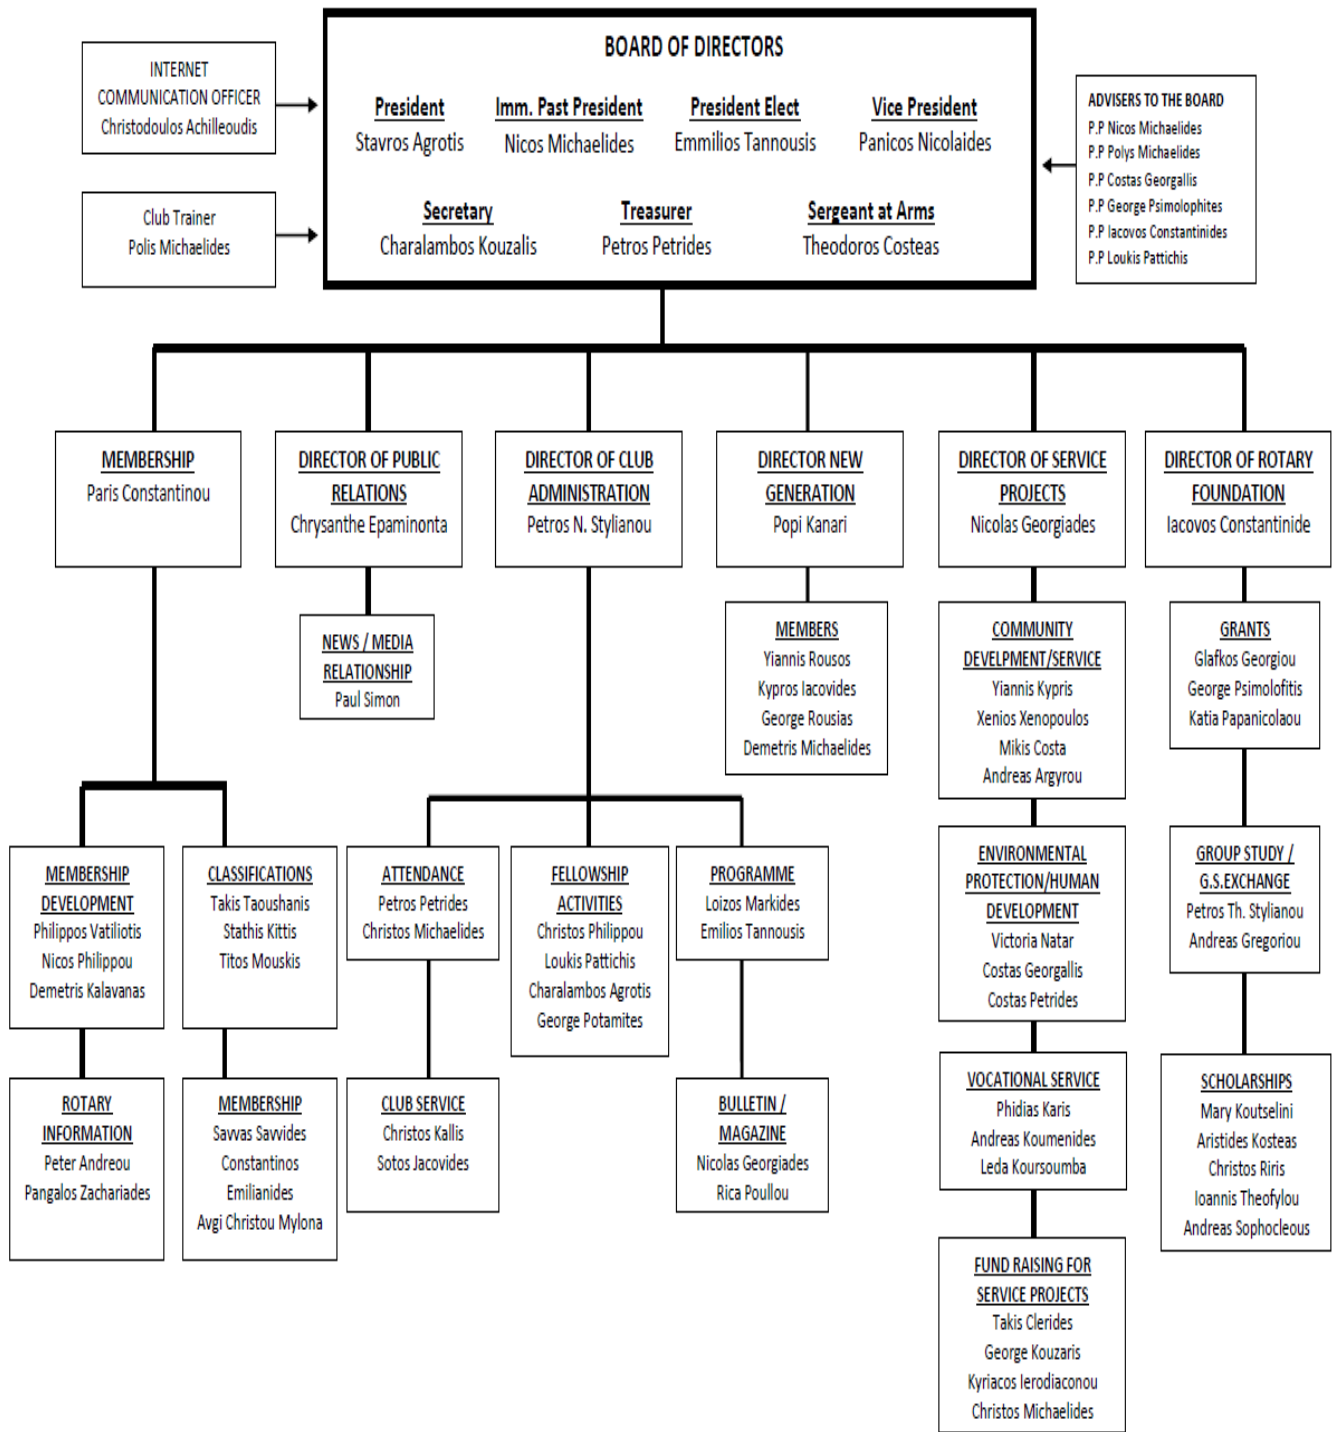 BOARD OF DIRECTORS
INTERNET
COMMUNICATION OFFICER
Christodoulos Achilleoudis
Club Trainer
Polis Michaelides
President
Stavros Agrotis
Imm. Past President
Nicos Michaelides
President Elect
Emmilios Tannousis
Vice President
Panicos Nicolaides
Secretary
Charalambos Kouzalis
Treasurer
Petros Petrides
Sergeant at Arms
Theodoros Costeas
ADVISERS TO THE BOARD
P.P Nicos Michaelides
P.P Polys Michaelides
P.P Costas Georgallis
P.P George Psimolophites
P.P Iacovos Constantinides
P.P Loukis Pattichis
MEMBERSHIP
Paris Constantinou
DIRECTOR OF PUBLIC
RELATIONS
Chrysanthe Epaminonta
DIRECTOR OF CLUB
ADMINISTRATION
Petros N. Stylianou
DIRECTOR NEW
GENERATION
Popi Kanari
DIRECTOR OF SERVICE
PROJECTS
Nicolas Georgiades
DIRECTOR OF ROTARY
FOUNDATION
Iacovos Constantinide
NEWS / MEDIA
RELATIONSHIP
Paul Simon
MEMBERS
Yiannis Rousos
Kypros Iacovides
George Rousias
Demetris Michaelides
COMMUNITY
DEVELPMENT/SERVICE
Yiannis Kypris
Xenios Xenopoulos
Mikis Costa
Andreas Argyrou
GRANTS
Glafkos Georgiou
George Psimolofitis
Katia Papanicolaou
MEMBERSHIP
DEVELOPMENT
Philippos Vatiliotis
Nicos Philippou
Demetris Kalavanas
CLASSIFICATIONS
Takis Taoushanis
Stathis Kittis
Titos Mouskis
ATTENDANCE
Petros Petrides
Christos Michaelides
FELLOWSHIP
ACTIVITIES
Christos Philippou
Loukis Pattichis
Charalambos Agrotis
George Potamites
PROGRAMME
Loizos Markides
Emilios Tannousis
ENVIRONMENTAL
PROTECTION/HUMAN
DEVELOPMENT
Victoria Natar
Costas Georgallis
Costas Petrides
GROUP STUDY /
G.S.EXCHANGE
Petros Th. Stylianou
Andreas Gregoriou
ROTARY
INFORMATION
Peter Andreou
Pangalos Zachariades
MEMBERSHIP
Savvas Savvides
Constantinos
Emilianides
Avgi Christou Mylona
CLUB SERVICE
Christos Kallis
Sotos Jacovides
BULLETIN /
MAGAZINE
Nicolas Georgiades
Rica Poullou
VOCATIONAL SERVICE
Phidias Karis
Andreas Koumenides
Leda Koursoumba
SCHOLARSHIPS
Mary Koutselini
Aristides Kosteas
Christos Riris
Ioannis Theofylou
Andreas Sophocleous
FUND RAISING FOR
SERVICE PROJECTS
Takis Clerides
George Kouzaris
Kyriacos Ierodiaconou
Christos Michaelides